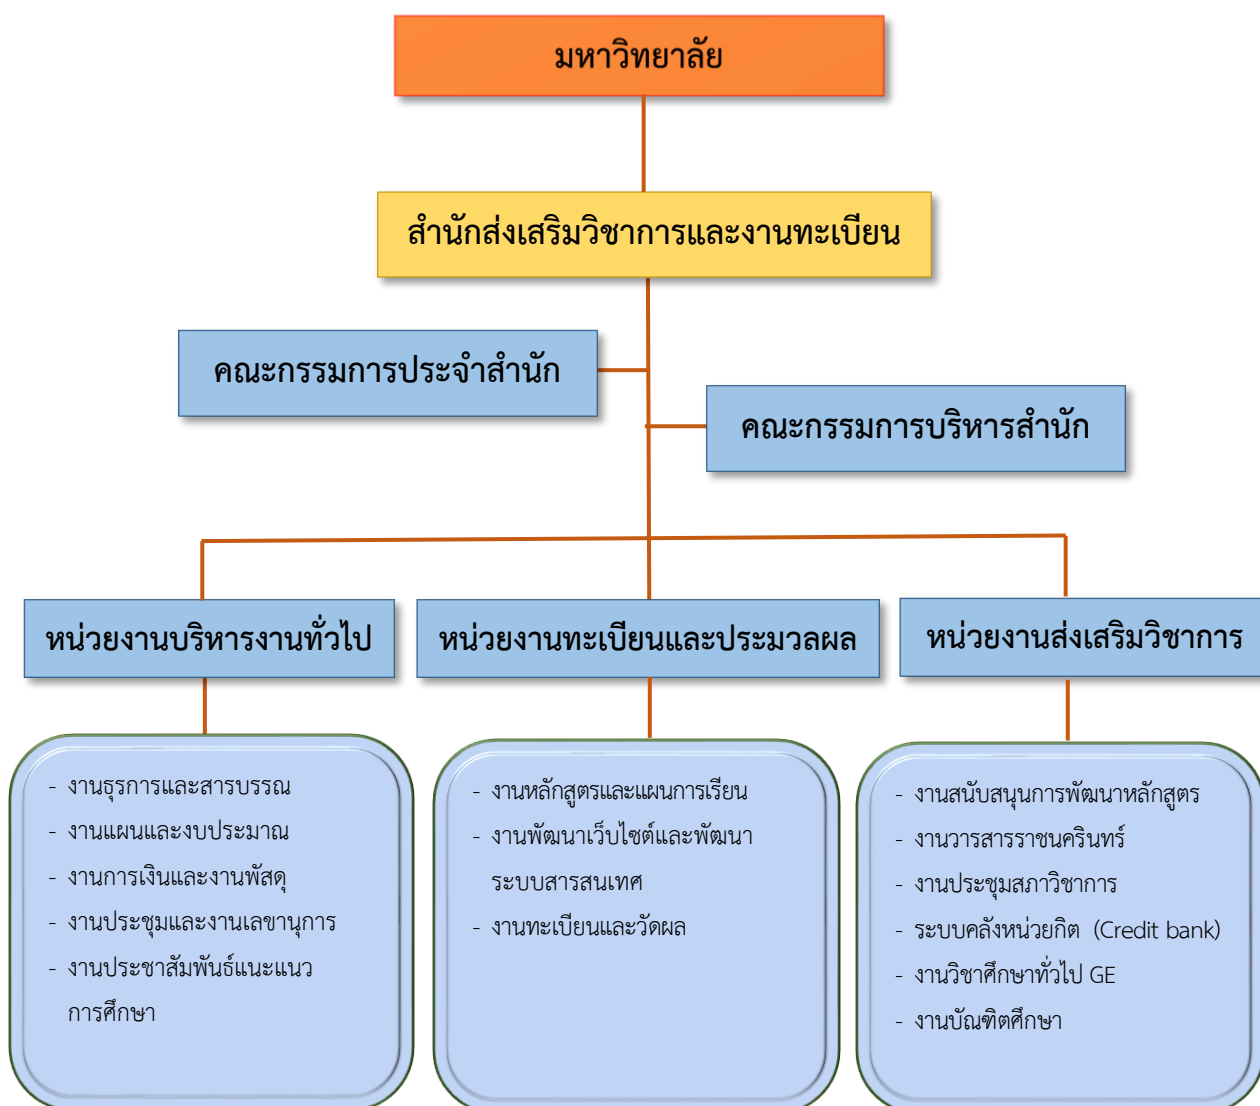 มหาวิทยาลัย
สำนักส่งเสริมวิชาการและงานทะเบียน
คณะกรรมการประจำสำนัก
คณะกรรมการบริหารสำนัก
หน่วยงานบริหารงานทั่วไป
- งานธุรการและสารบรรณ
- งานแผนและงบประมาณ
- งานการเงินและงานพัสดุ
- งานประชุมและงานเลขานุการ
- งานประชาสัมพันธ์แนะแนว
การศึกษา
หน่วยงานทะเบียนและประมวลผล
- งานหลักสูตรและแผนการเรียน
- งานพัฒนาเว็บไซต์และพัฒนา
ระบบสารสนเทศ
- งานทะเบียนและวัดผล
หน่วยงานส่งเสริมวิชาการ
- งานสนับสนุนการพัฒนาหลักสูตร
- งานวารสารราชนครินทร์
- งานประชุมสภาวิชาการ
- ระบบคลังหน่วยกิต (Credit bank)
- งานวิชาศึกษาทั่วไป GE
- งานบัณฑิตศึกษา